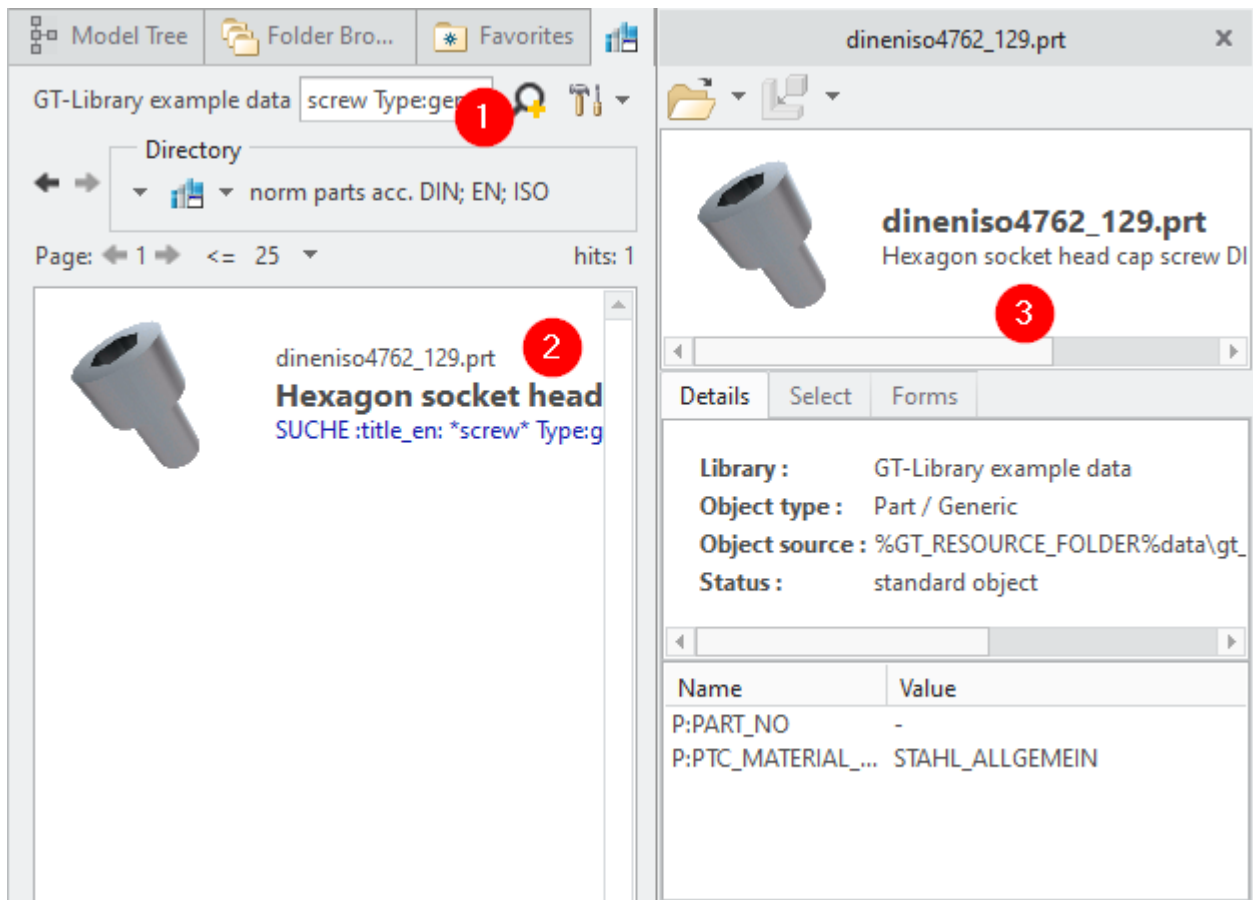 Model Tree
Folder Bro...
Favorites
GT-Library example data
screw Type:ger
1
Directory
norm parts acc. DIN; EN; ISO
Page:
1
<= 25
hits: 1
dineniso4762_129.prt
2
Hexagon socket head
SUCHE :title_en: *screw* Type:g
dineniso4762_129.prt
dineniso4762_129.prt
Hexagon socket head cap screw DI
3
Details
Select
Forms
Library : GT-Library example data
Object type : Part / Generic
Object source : %GT_RESOURCE_FOLDER%data\gt_
Status : standard object
Name Value
P:PART_NO -
P:PTC_MATERIAL_... STAHL_ALLGEMEIN